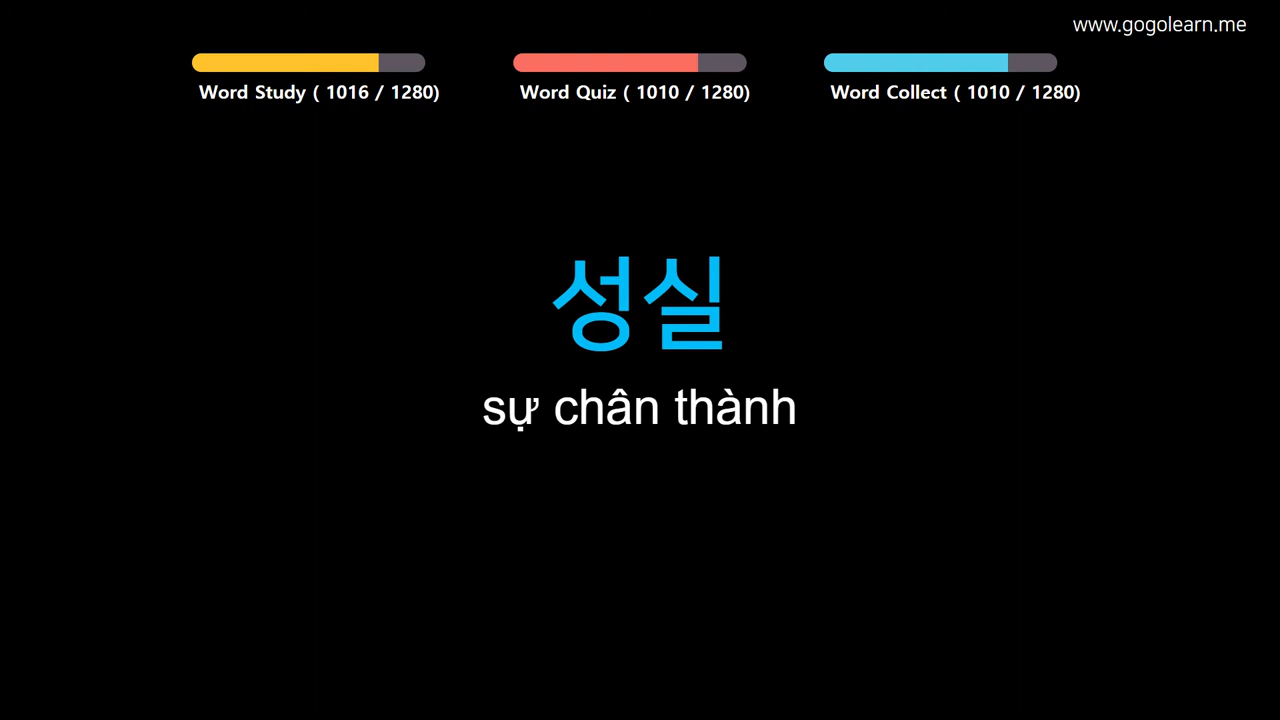 www.gogolearn.me
Word Study ( 1016 / 1280)
Word Quiz ( 1010 / 1280)
Word Collect ( 1010 / 1280)
성실
sự chân thành